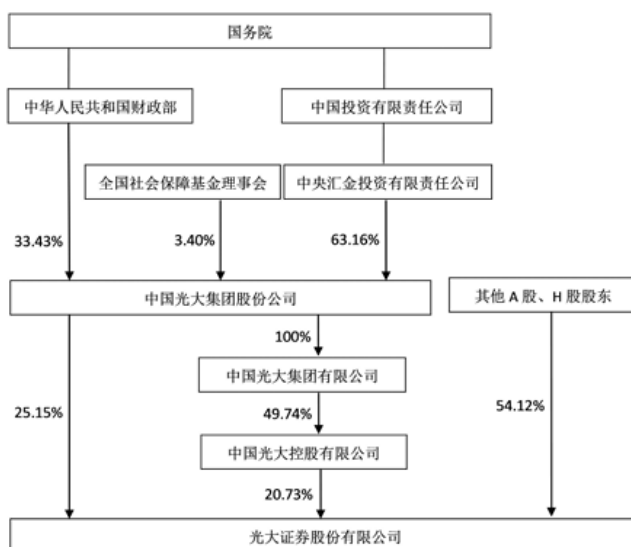 国务院
中华人民共和国财政部
中国投资有限责任公司
全国社会保障基金理事会
中央汇金投资有限责任公司
33.43%
3.40%
63.16%
中国光大集团股份公司
其他 A 股、H 股股东
100%
中国光大集团有限公司
25.15%
49.74%
54.12%
中国光大控股有限公司
20.73%
光大证券股份有限公司